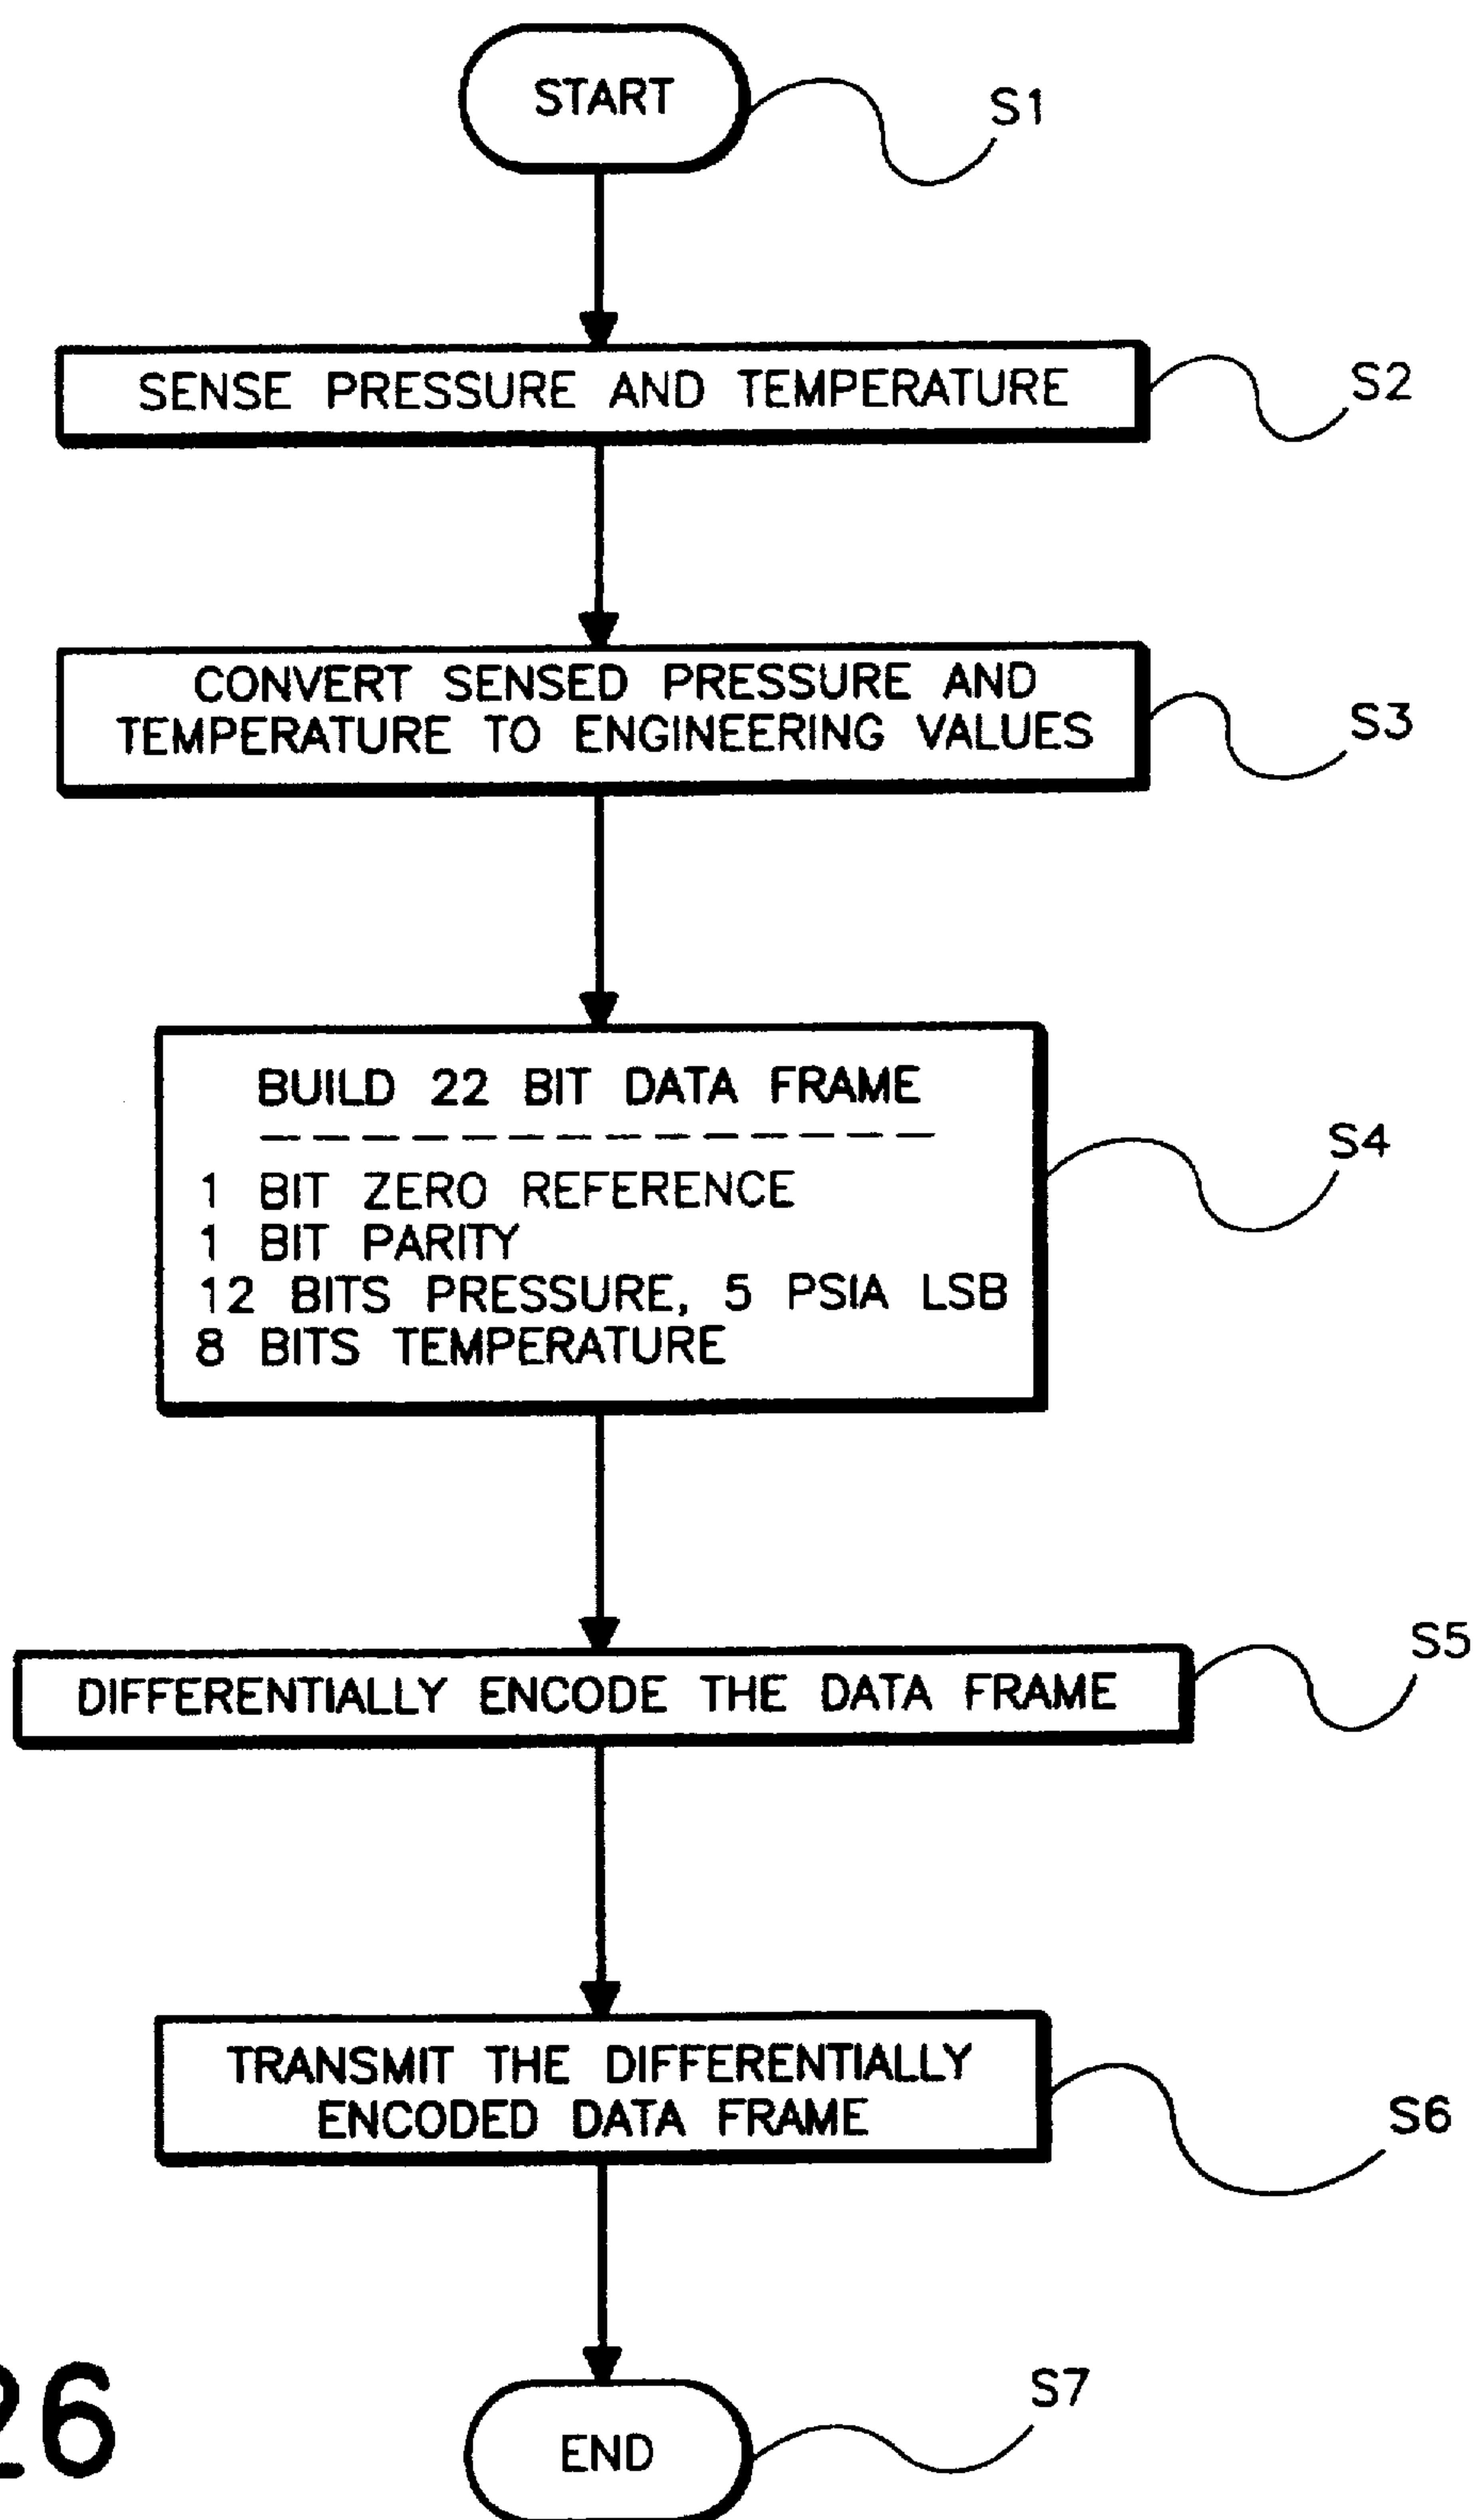 START
S1
SENSE PRESSURE AND TEMPERATURE
S2
CONVERT SENSED PRESSURE AND
TEMPERATURE TO ENGINEERING VALUES
S3
BUILD 22 BIT DATA FRAME
1 BIT ZERO REFERENCE
1 BIT PARITY
12 BITS PRESSURE, 5 PSIA LSB
8 BITS TEMPERATURE
S4
DIFFERENTIALLY ENCODE THE DATA FRAME
S5
TRANSMIT THE DIFFERENTIALLY
ENCODED DATA FRAME
S6
END
S7
26